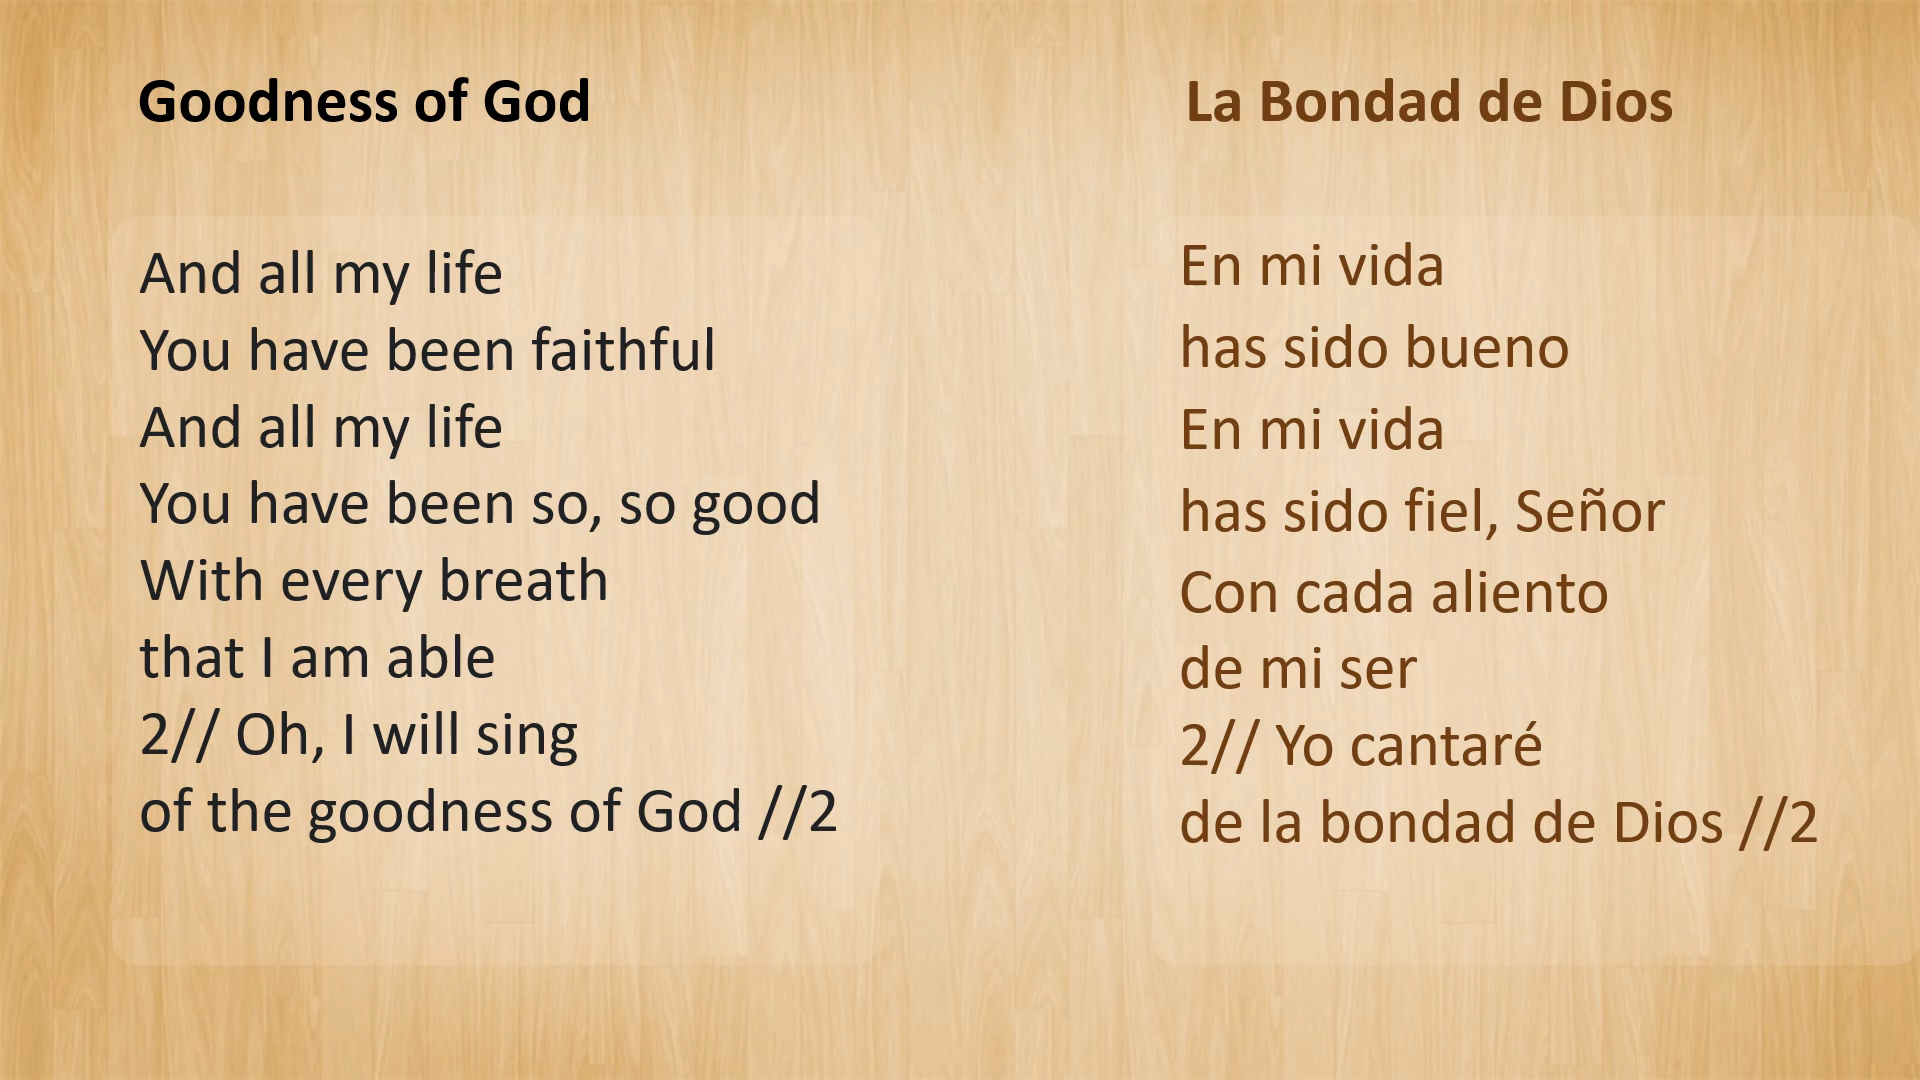 Goodness of God
And all my life
You have been faithful
And all my life
You have been so, so good
With every breath
that I am able
2// Oh, I will sing
of the goodness of God //2
La Bondad de Dios
En mi vida
has sido bueno
En mi vida
has sido fiel, Señor
Con cada aliento
de mi ser
2// Yo cantaré
de la bondad de Dios //2